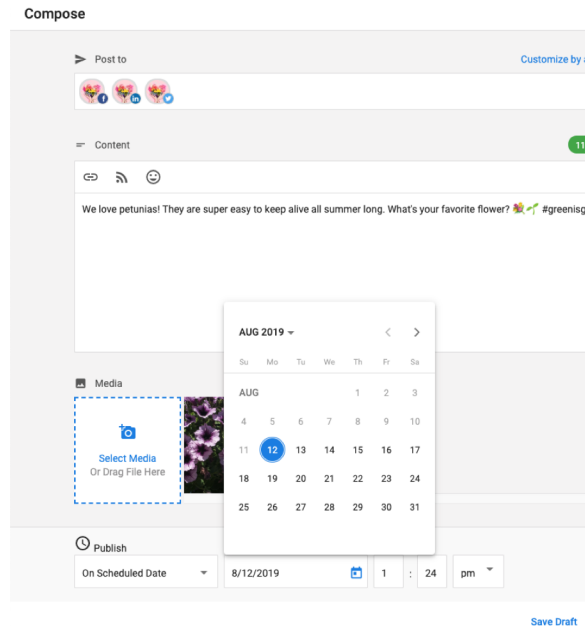 Compose
Post to
Customize by
Content
11
We love petunias! They are super easy to keep alive all summer long. What's your favorite flower? 💐🌱 #greenisg
AUG 2019
Su Mo Tu We Th Fr Sa
AUG 1 2 3
4 5 6 7 8 9 10
11 12 13 14 15 16 17
18 19 20 21 22 23 24
25 26 27 28 29 30 31
Media
Select Media
Or Drag File Here
Publish
On Scheduled Date 8/12/2019 1 : 24 pm
Save Draft